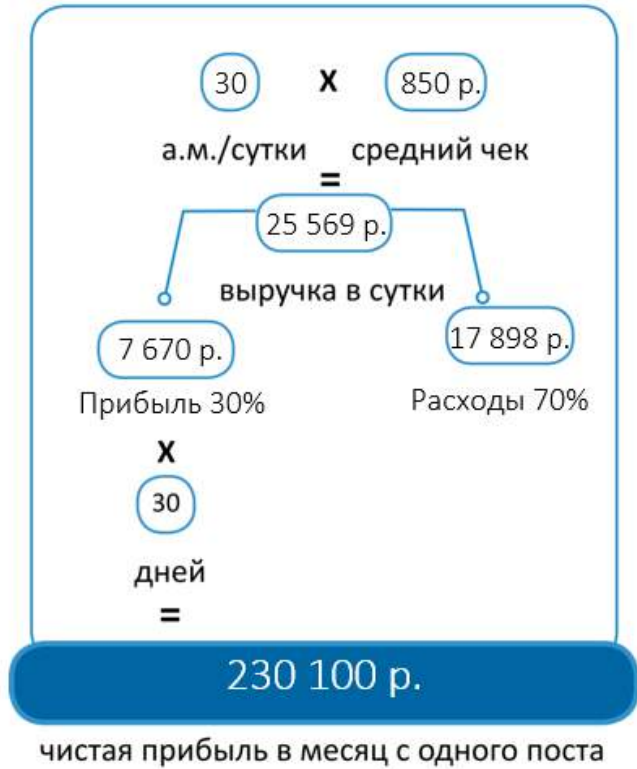 30 X 850 р.
а.м./сутки средний чек
=
25 569 р.
выручка в сутки
7 670 р. 17 898 р.
Прибыль 30% Расходы 70%
X
30
дней
=
230 100 р.
чистая прибыль в месяц с одного поста